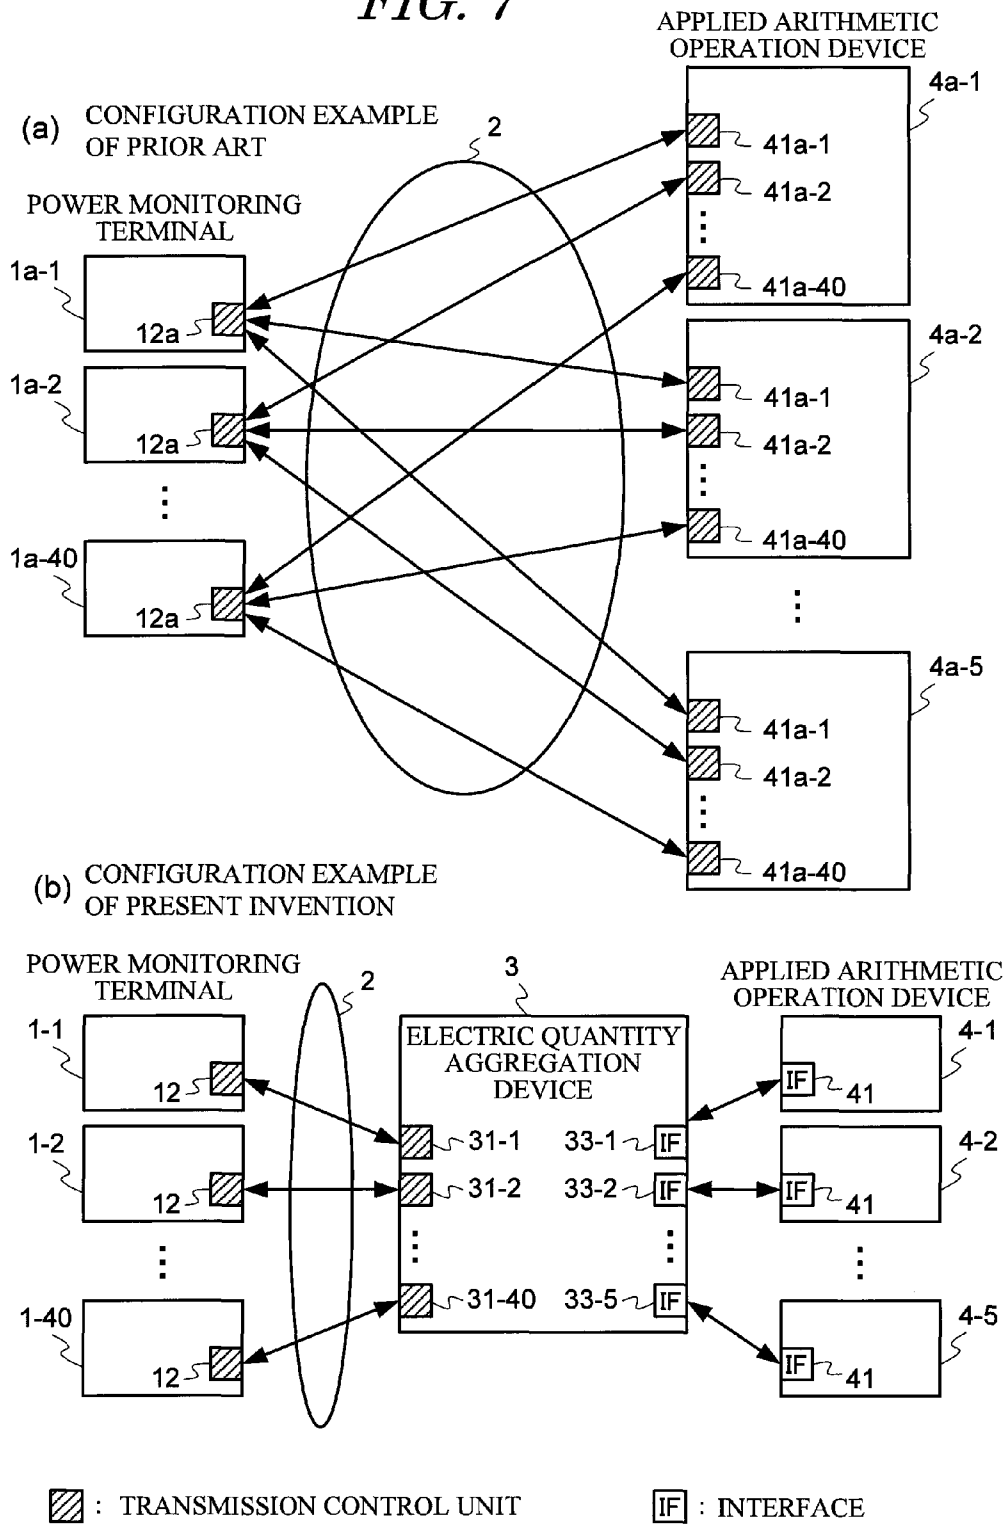 FIG. 7
APPLIED ARITHMETIC
OPERATION DEVICE
4a-1
(a) CONFIGURATION EXAMPLE
OF PRIOR ART
2
41a-1
41a-2
41a-40
POWER MONITORING
TERMINAL
1a-1
12a
1a-2
12a
1a-40
12a
4a-2
41a-1
41a-2
41a-40
4a-5
41a-1
41a-2
41a-40
(b) CONFIGURATION EXAMPLE
OF PRESENT INVENTION
POWER MONITORING
TERMINAL
2
3
APPLIED ARITHMETIC
OPERATION DEVICE
1-1
12
1-2
12
1-40
12
ELECTRIC QUANTITY
AGGREGATION
DEVICE
31-1 33-1 IF
31-2 33-2 IF
31-40 33-5 IF
4-1
IF 41
4-2
IF 41
4-5
IF 41
: TRANSMISSION CONTROL UNIT
IF : INTERFACE